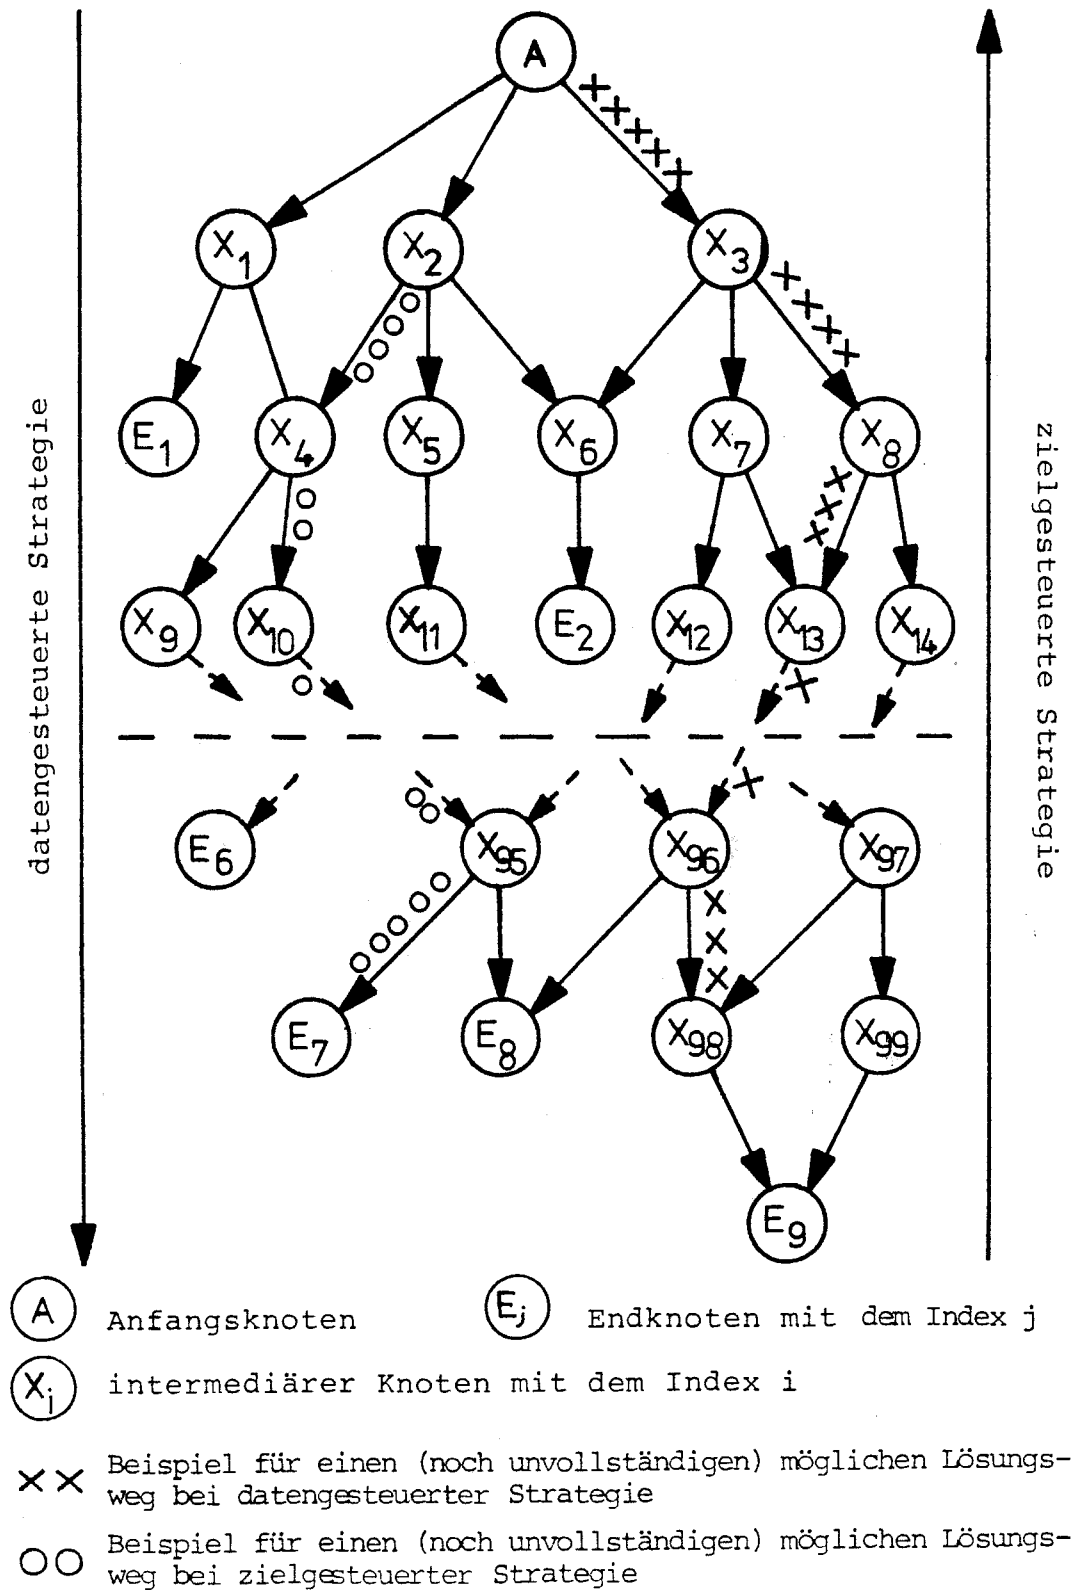 A
X1 X2 X3
E1 X4 X5 X6 X7 X8
X9 X10 X11 E2 X12 X13 X14
E6 X95 X96 X97
E7 E8 X98 X99
E9
datengesteuerte Strategie
zielgesteuerte Strategie
A Anfangsknoten
Ej Endknoten mit dem Index j
Xi intermediärer Knoten mit dem Index i
×× Beispiel für einen (noch unvollständigen) möglichen Lösungs-
weg bei datengesteuerter Strategie
OO Beispiel für einen (noch unvollständigen) möglichen Lösungs-
weg bei zielgesteuerter Strategie